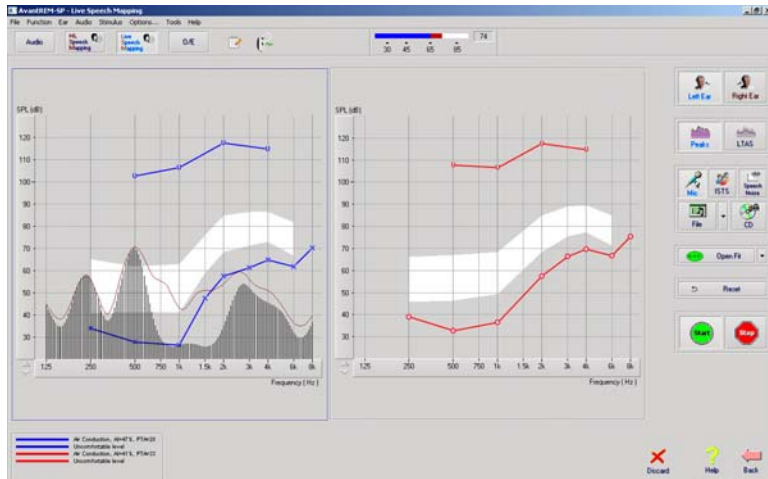 AvantREM-SP - Live Speech Mapping
File Function Ear Audio Stimulus Options... Tools Help
Audio
HL Speech Mapping
Live Speech Mapping
O/E
30 45 65 85
74
SPL (dB)
120
110
100
90
80
70
60
50
40
30
125 250 500 750 1k 1.5k 2k 3k 4k 6k 8k
Frequency ( Hz )
SPL (dB)
120
110
100
90
80
70
60
50
40
30
125 250 500 750 1k 1.5k 2k 3k 4k 6k 8k
Frequency ( Hz )
Left Ear Right Ear
Peaks LTAS
Mic ISTS Speech Noise
File CD
Open Fit
Reset
Start Stop
Air Conduction,
Uncomfortable level
Air Conduction,
Uncomfortable level
Discard Help Back